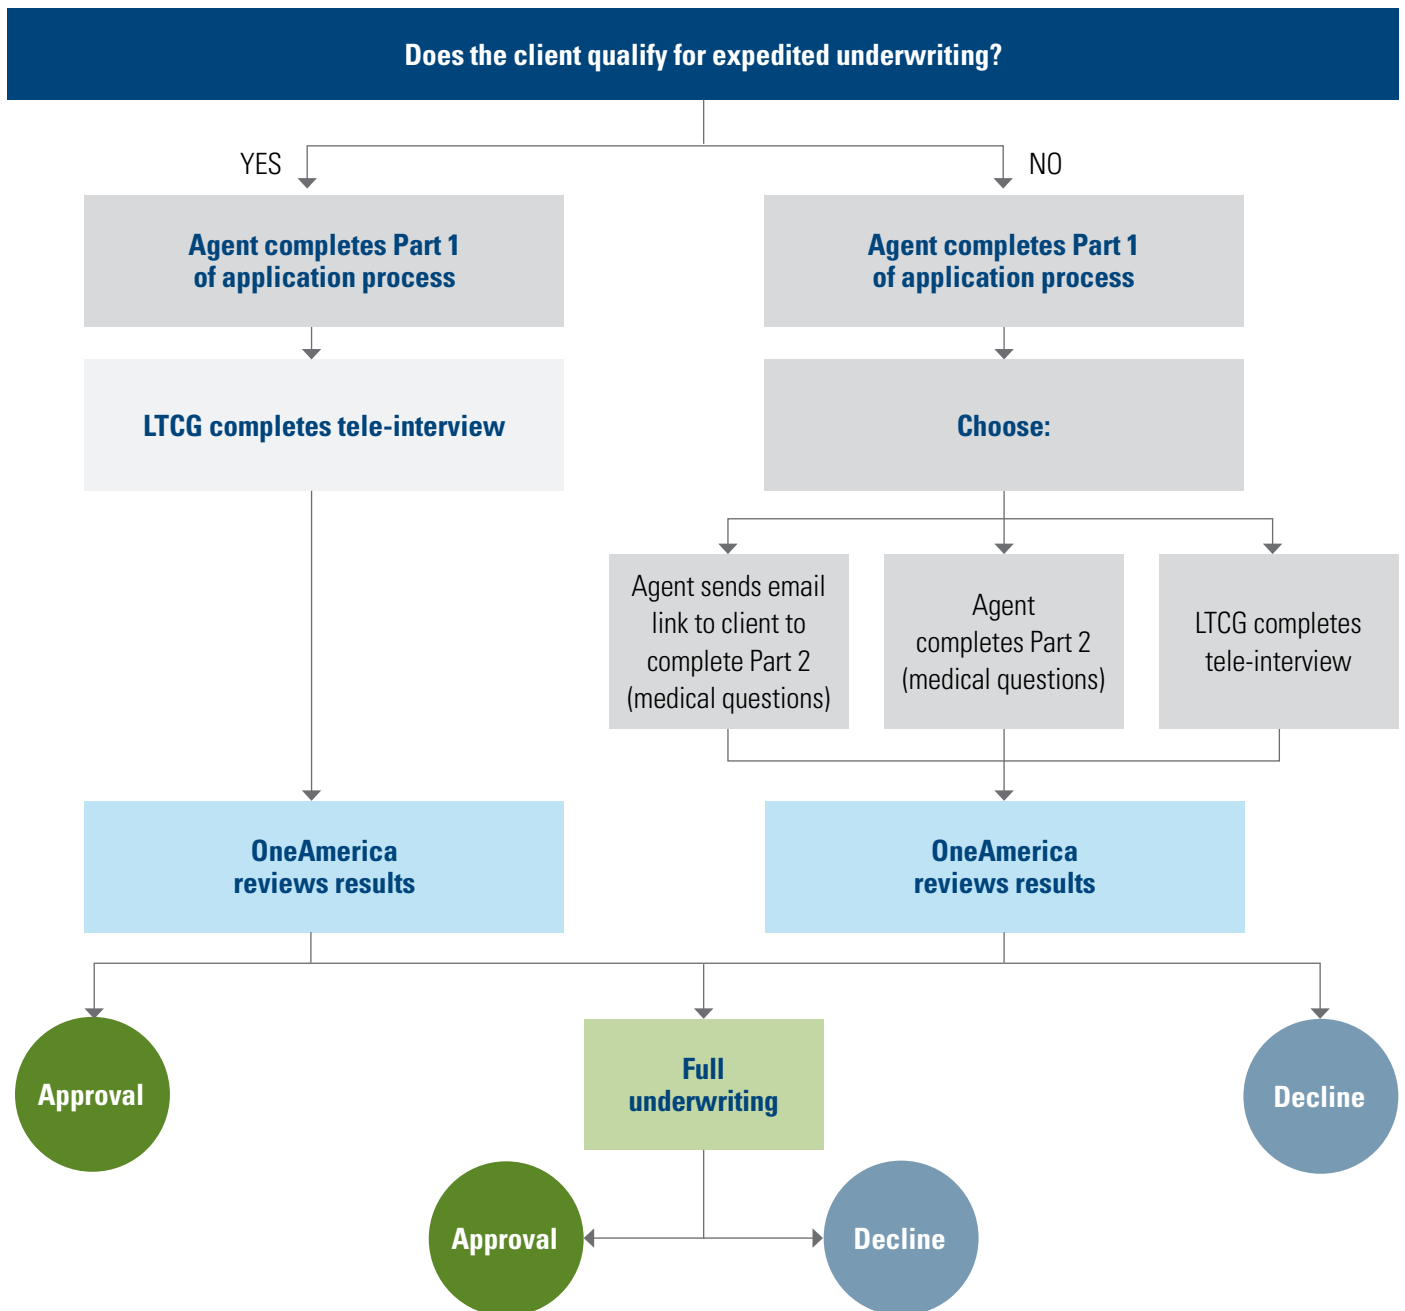 Does the client qualify for expedited underwriting?
YES
NO
Agent completes Part 1
of application process
Agent completes Part 1
of application process
LTCG completes tele-interview
Choose:
Agent sends email
link to client to
complete Part 2
(medical questions)
Agent
completes Part 2
(medical questions)
LTCG completes
tele-interview
OneAmerica
reviews results
OneAmerica
reviews results
Approval
Full
underwriting
Decline
Approval
Decline